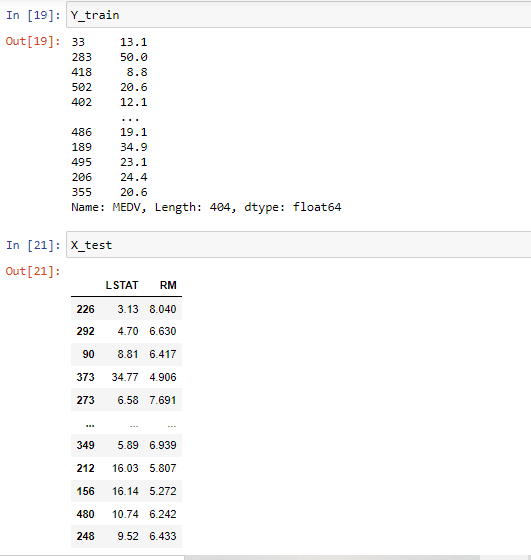 In [19]: Y_train
Out[19]: 33 13.1
283 50.0
418 8.8
502 20.6
402 12.1
...
486 19.1
189 34.9
495 23.1
206 24.4
355 20.6
Name: MEDV, Length: 404, dtype: float64
In [21]: X_test
Out[21]:
LSTAT RM
226 3.13 8.040
292 4.70 6.630
90 8.81 6.417
373 34.77 4.906
273 6.58 7.691
... ... ...
349 5.89 6.939
212 16.03 5.807
156 16.14 5.272
480 10.74 6.242
248 9.52 6.433